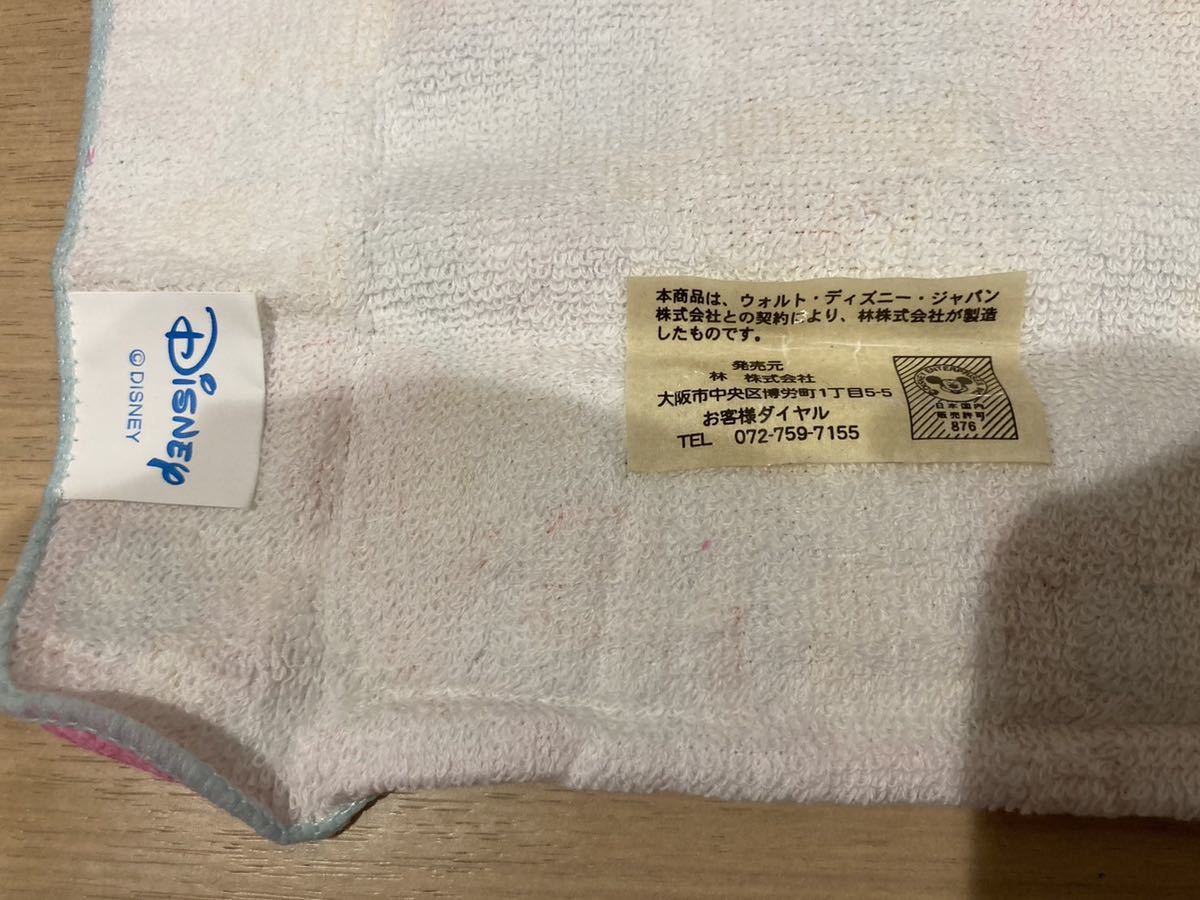 Disney
© DISNEY
本商品は、ウォルト・ディズニー・ジャパン
株式会社との契約により、林株式会社が製造
したものです。
発売元
林 株式会社
大阪市中央区博労町1丁目5-5
お客様ダイヤル
TEL 072-759-7155
日本国内
販売許可
876